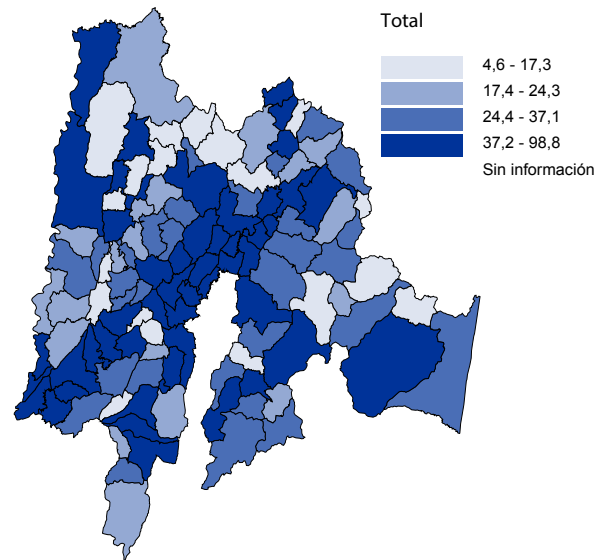 Total
4,6 - 17,3
17,4 - 24,3
24,4 - 37,1
37,2 - 98,8
Sin información